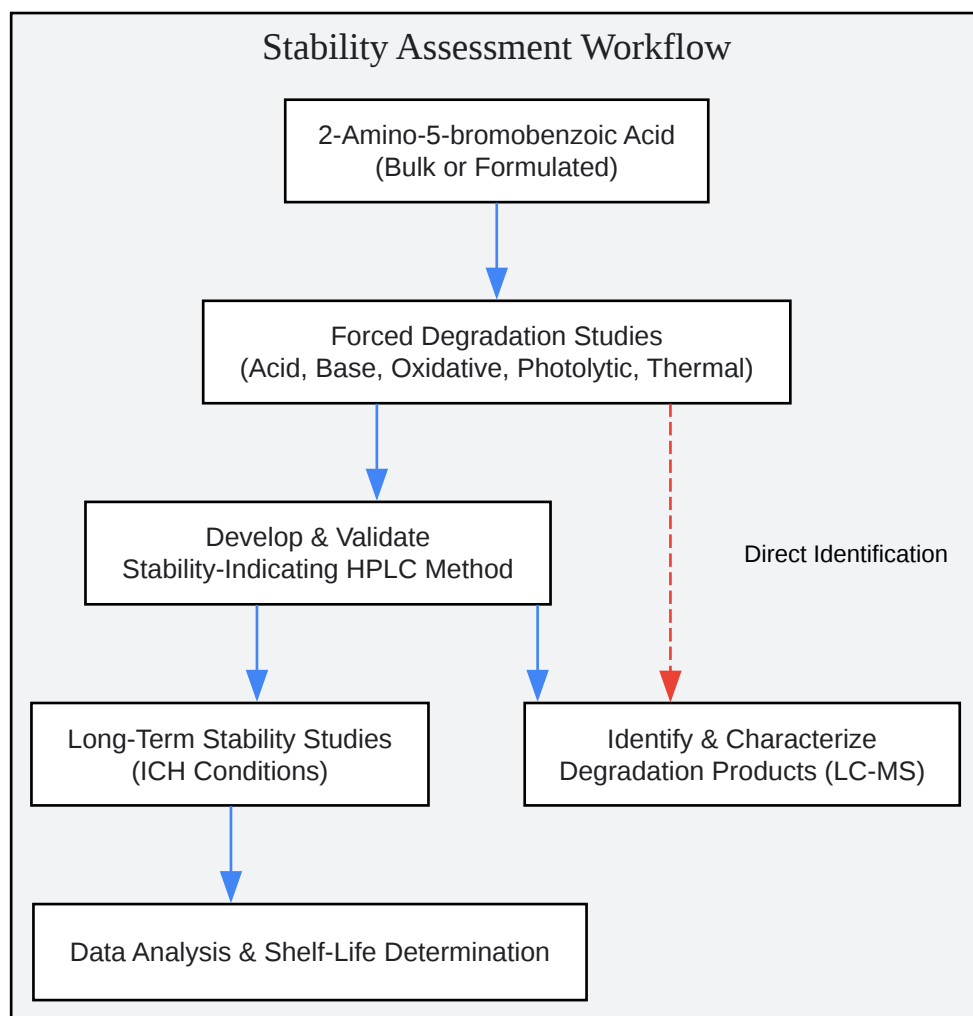 Stability Assessment Workflow
2-Amino-5-bromobenzoic Acid
(Bulk or Formulated)
Forced Degradation Studies
(Acid, Base, Oxidative, Photolytic, Thermal)
Develop & Validate
Stability-Indicating HPLC Method
Direct Identification
Long-Term Stability Studies
(ICH Conditions)
Identify & Characterize
Degradation Products (LC-MS)
Data Analysis & Shelf-Life Determination